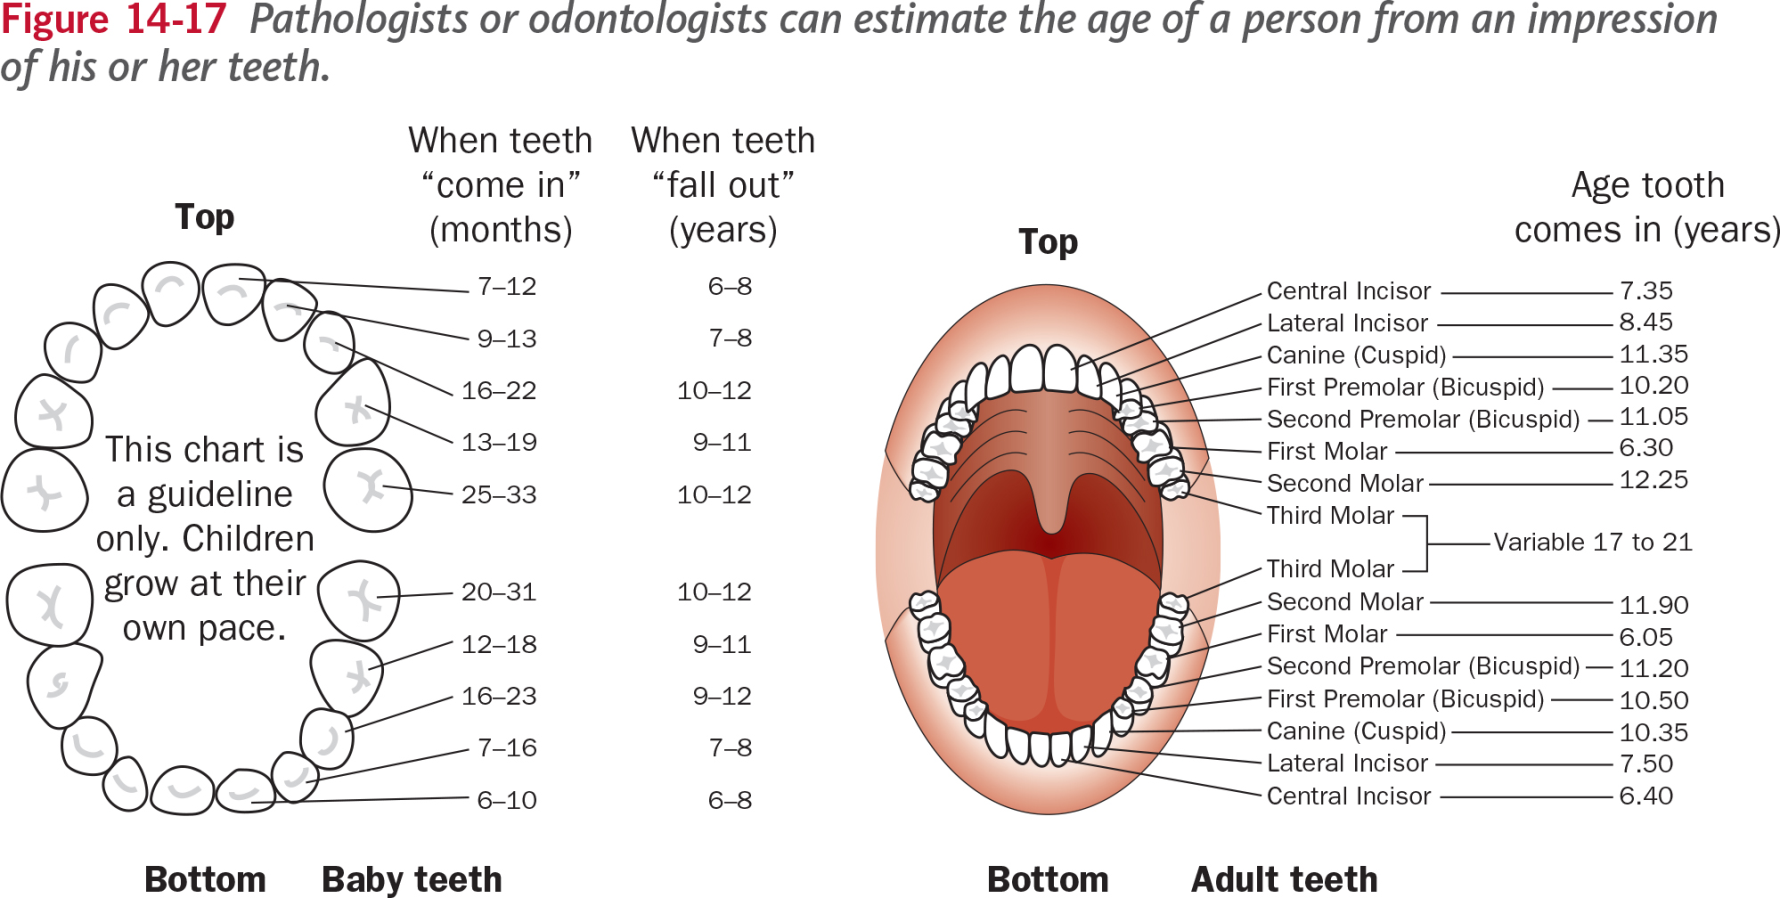 Figure 14-17 Pathologists or odontologists can estimate the age of a person from an impression
of his or her teeth.
When teeth
“come in”
(months)
When teeth
“fall out”
(years)
Top
7–12 6–8
9–13 7–8
16–22 10–12
13–19 9–11
25–33 10–12
This chart is
a guideline
only. Children
grow at their
own pace.
20–31 10–12
12–18 9–11
16–23 9–12
7–16 7–8
6–10 6–8
Bottom
Baby teeth
Age tooth
comes in (years)
Top
Central Incisor 7.35
Lateral Incisor 8.45
Canine (Cuspid) 11.35
First Premolar (Bicuspid) 10.20
Second Premolar (Bicuspid) 11.05
First Molar 6.30
Second Molar 12.25
Third Molar
Variable 17 to 21
Third Molar
Second Molar 11.90
First Molar 6.05
Second Premolar (Bicuspid) 11.20
First Premolar (Bicuspid) 10.50
Canine (Cuspid) 10.35
Lateral Incisor 7.50
Central Incisor 6.40
Bottom
Adult teeth